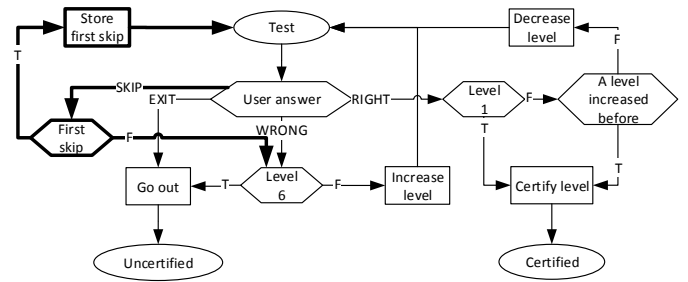 Store
first skip
Test
Decrease
level
T
F
SKIP
EXIT
User answer
RIGHT
Level
1
F
A level
increased
before
First
skip
F
WRONG
T
T
Go out
T
Level
6
F
Increase
level
Certify level
Uncertified
Certified